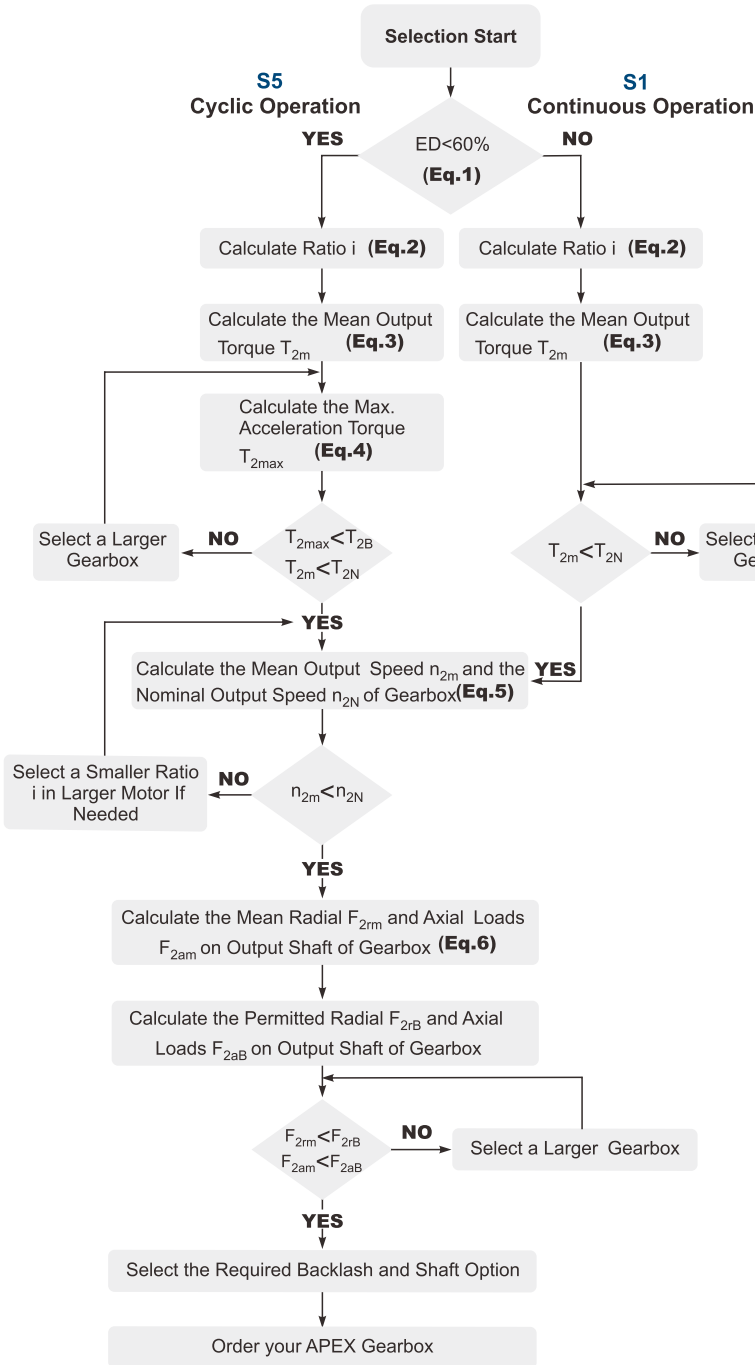 Selection Start
S5
Cyclic Operation
S1
Continuous Operation
YES
ED<60%
(Eq.1)
NO
Calculate Ratio i (Eq.2)
Calculate Ratio i (Eq.2)
Calculate the Mean Output
Torque T2m (Eq.3)
Calculate the Mean Output
Torque T2m (Eq.3)
Calculate the Max.
Acceleration Torque
T2max (Eq.4)
Select a Larger
Gearbox
NO
T2max<T2B
T2m<T2N
T2m<T2N
NO
Select
Ge
YES
Calculate the Mean Output Speed n2m and the
Nominal Output Speed n2N of Gearbox(Eq.5)
YES
Select a Smaller Ratio
i in Larger Motor If
Needed
NO
n2m<n2N
YES
Calculate the Mean Radial F2rm and Axial Loads
F2am on Output Shaft of Gearbox (Eq.6)
Calculate the Permitted Radial F2rB and Axial
Loads F2aB on Output Shaft of Gearbox
F2rm<F2rB
F2am<F2aB
NO
Select a Larger Gearbox
YES
Select the Required Backlash and Shaft Option
Order your APEX Gearbox